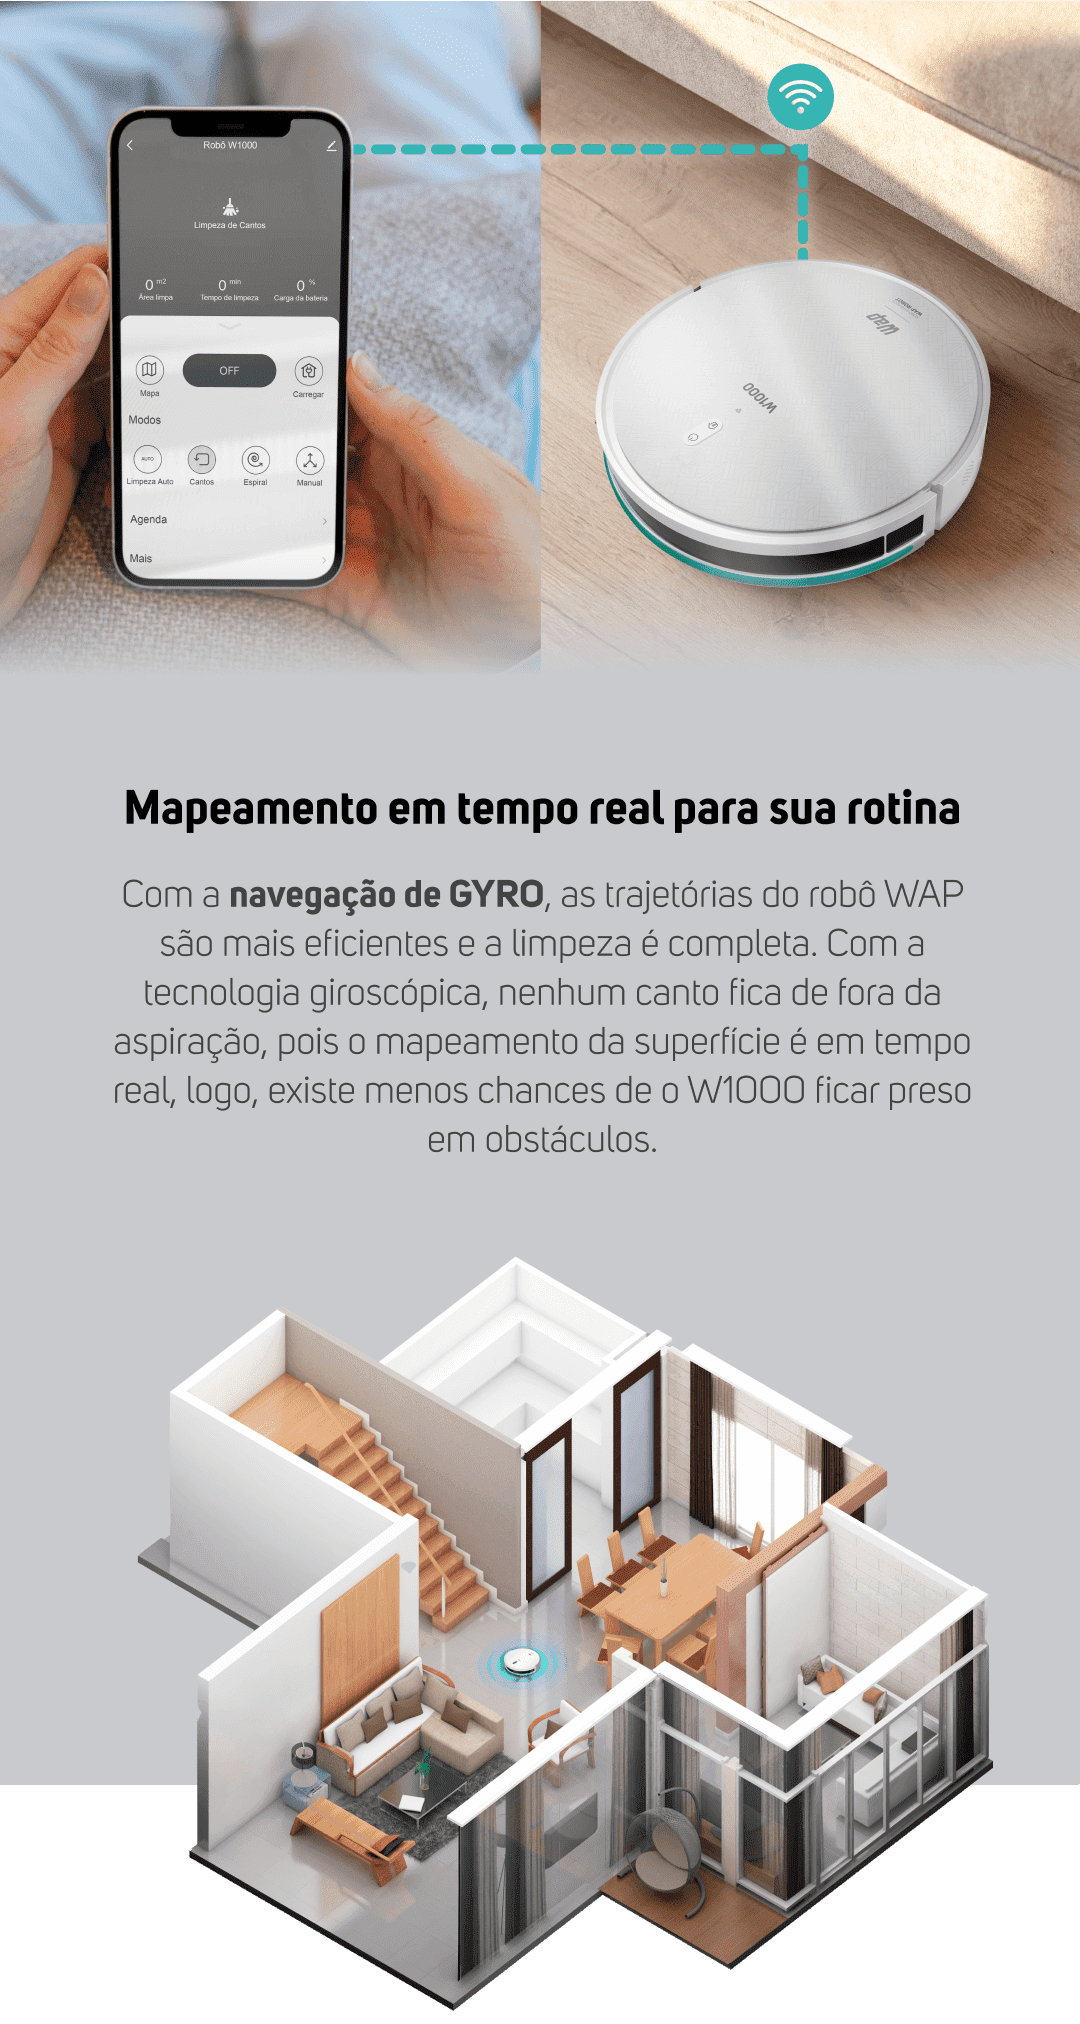 Robô W1000
Limpeza de Cantos
0 m2
0 min
0 %
Área limpa
Tempo de limpeza
Carga da bateria
OFF
Mapa
Carregar
Modos
AUTO
Limpeza Auto
Cantos
Espiral
Manual
Agenda
Mais
Wap
W1000
Mapeamento em tempo real para sua rotina
Com a navegação de GYRO, as trajetórias do robô WAP
são mais eficientes e a limpeza é completa. Com a
tecnologia giroscópica, nenhum canto fica de fora da
aspiração, pois o mapeamento da superfície é em tempo
real, logo, existe menos chances de o W1000 ficar preso
em obstáculos.